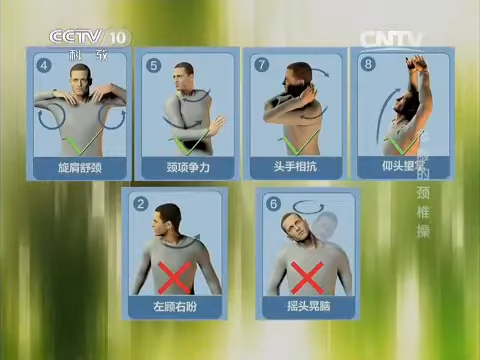 CCTV 10
科教
CNTV
4
旋肩舒颈
5
颈项争力
7
头手相抗
8
仰头望掌
2
左顾右盼
6
摇头晃脑
的颈椎操